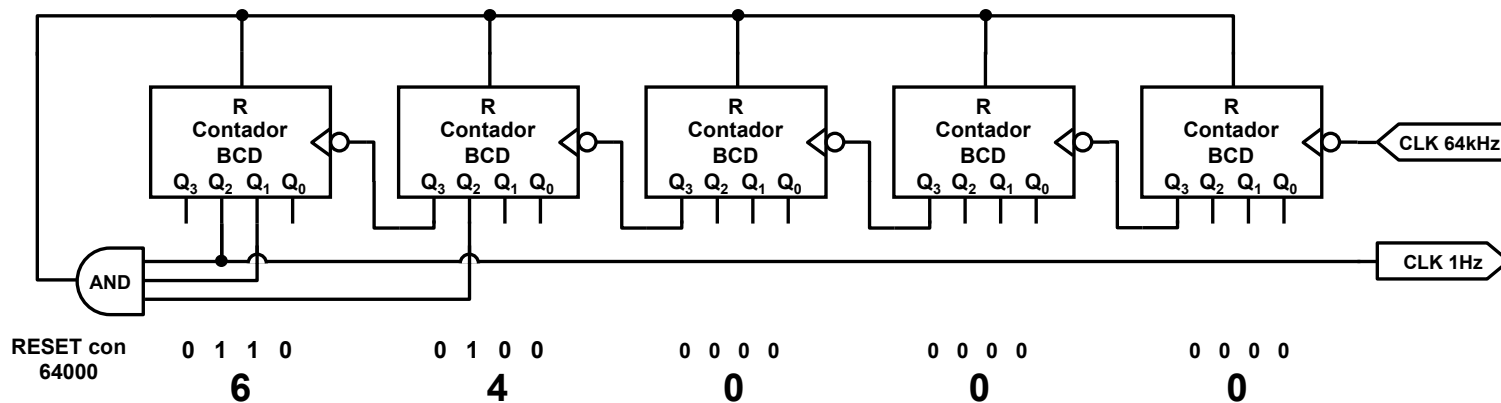 R R R R R
Contador Contador Contador Contador Contador
BCD BCD BCD BCD BCD CLK 64kHz
Q₃ Q₂ Q₁ Q₀ Q₃ Q₂ Q₁ Q₀ Q₃ Q₂ Q₁ Q₀ Q₃ Q₂ Q₁ Q₀ Q₃ Q₂ Q₁ Q₀
CLK 1Hz
AND
RESET con 0 1 1 0 0 1 0 0 0 0 0 0 0 0 0 0 0 0 0 0
64000
6 4 0 0 0